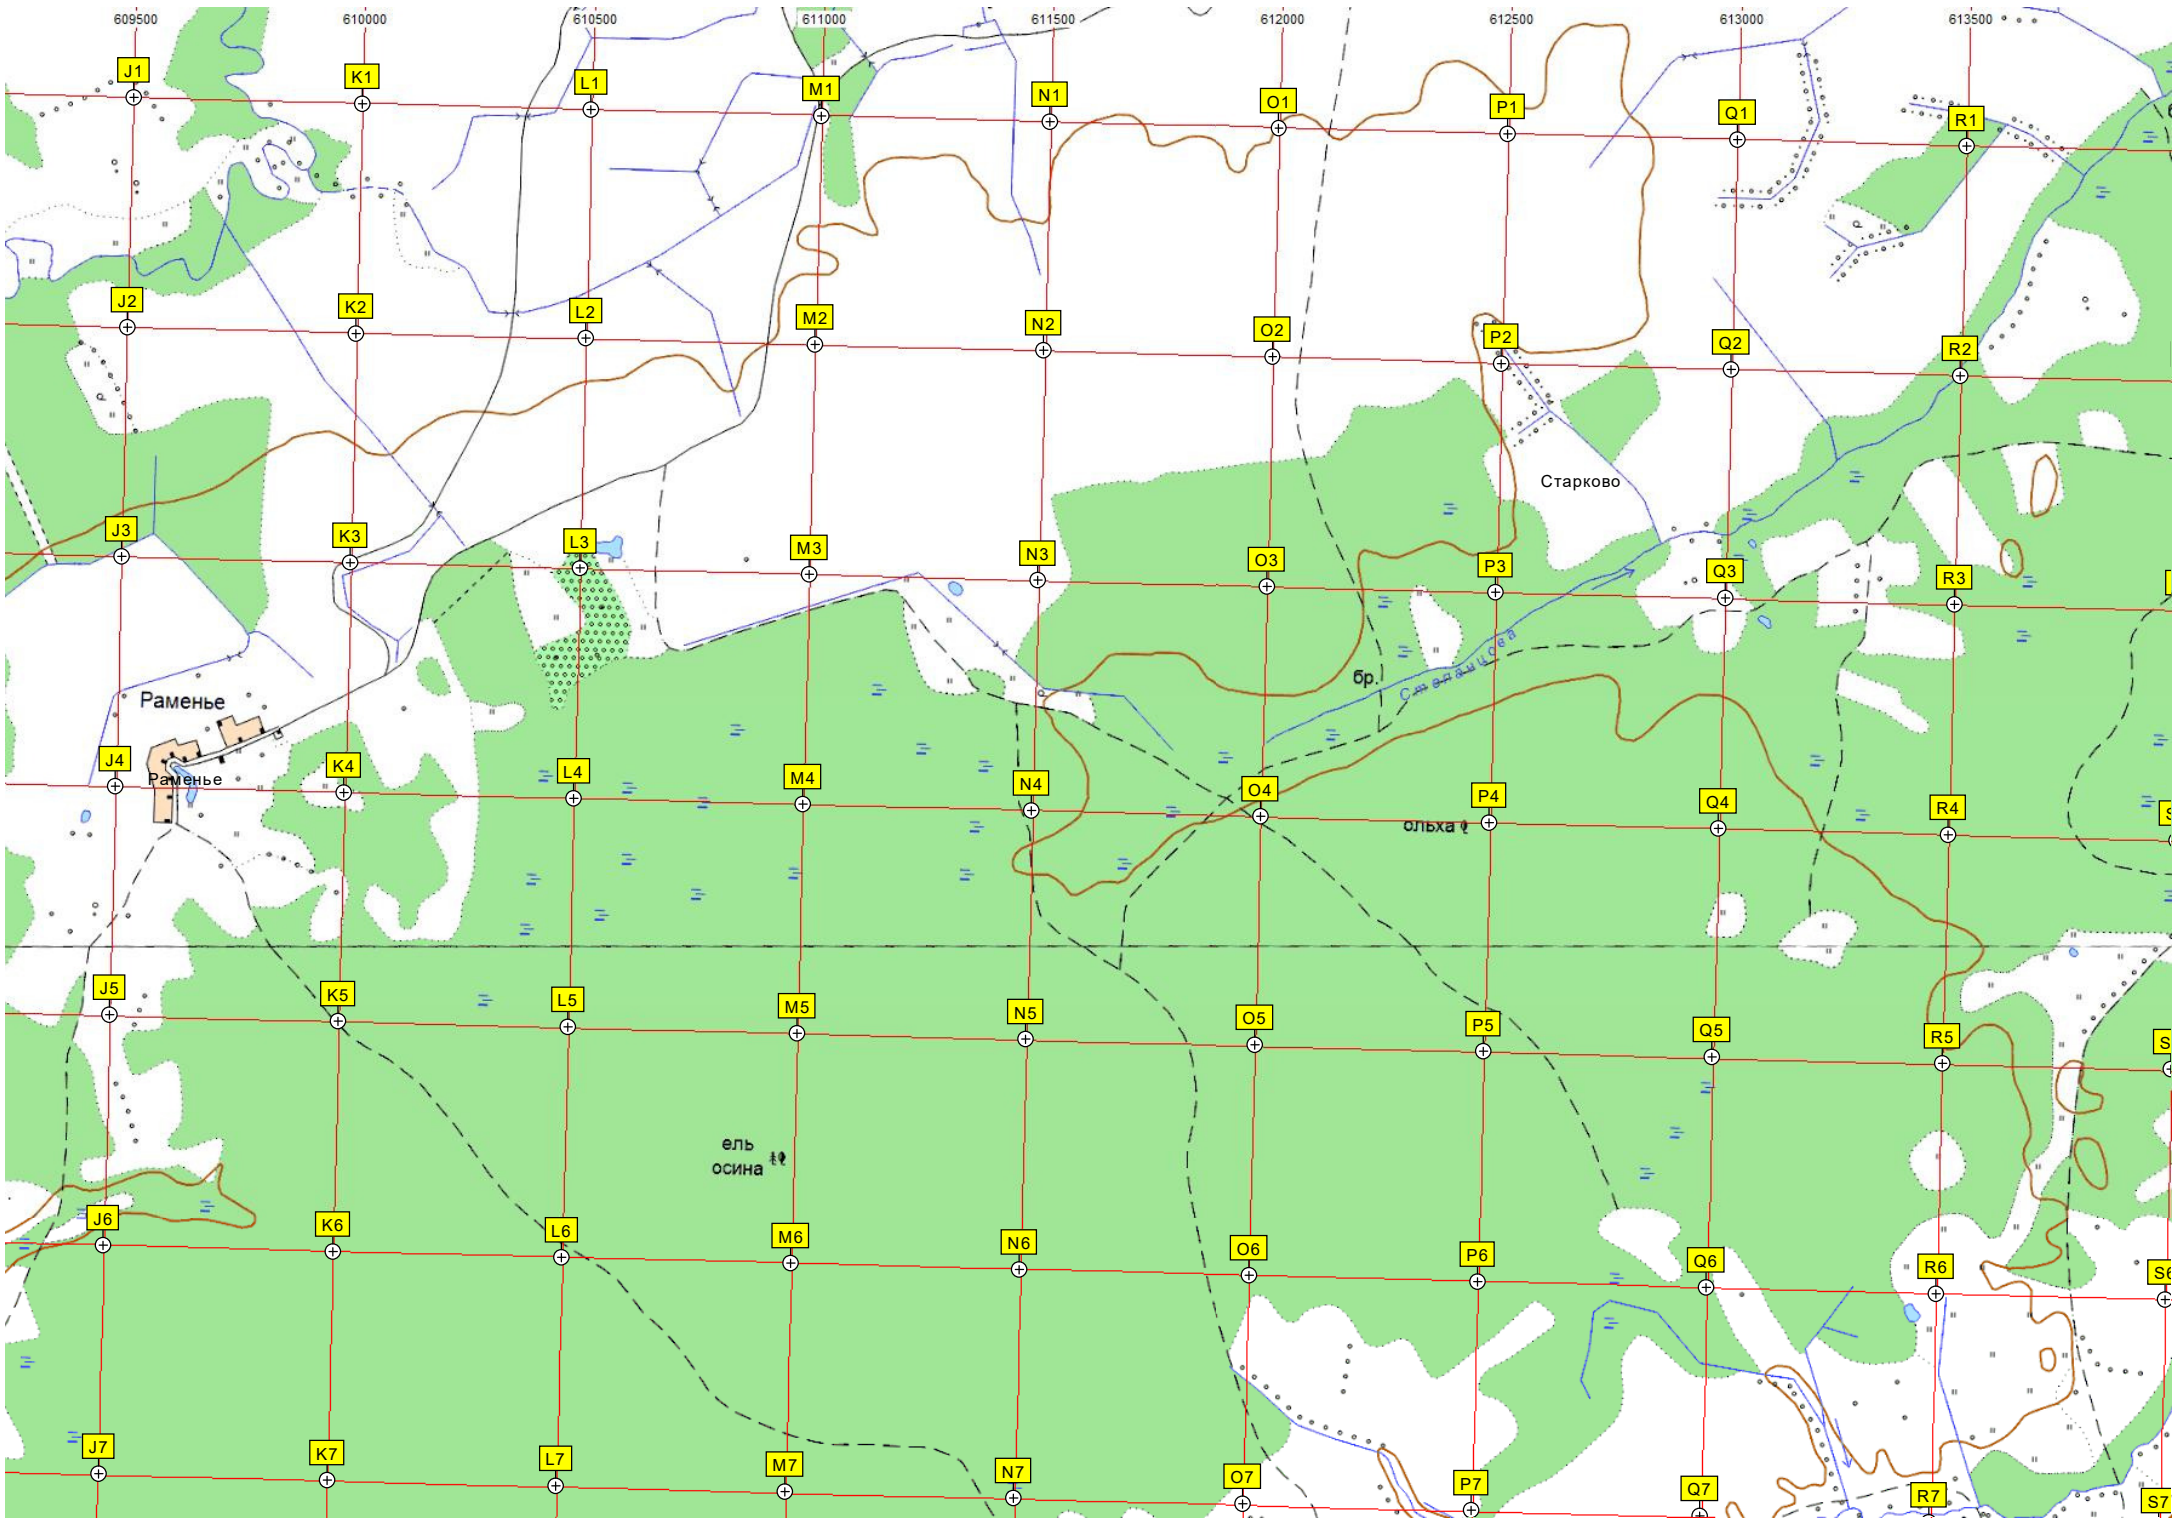 609500 610000 610500 611000 611500 612000 612500 613000 613500
J1 K1 L1 M1 N1 O1 P1 Q1 R1
J2 K2 L2 M2 N2 O2 P2 Q2 R2
Старково
J3 K3 L3 M3 N3 O3 P3 Q3 R3
Степанцова
бр.
Раменье
J4 K4 L4 M4 N4 O4 P4 Q4 R4 S
Раменье
ольха
J5 K5 L5 M5 N5 O5 P5 Q5 R5 S
ель
осина
J6 K6 L6 M6 N6 O6 P6 Q6 R6 S6
J7 K7 L7 M7 N7 O7 P7 Q7 R7 S7